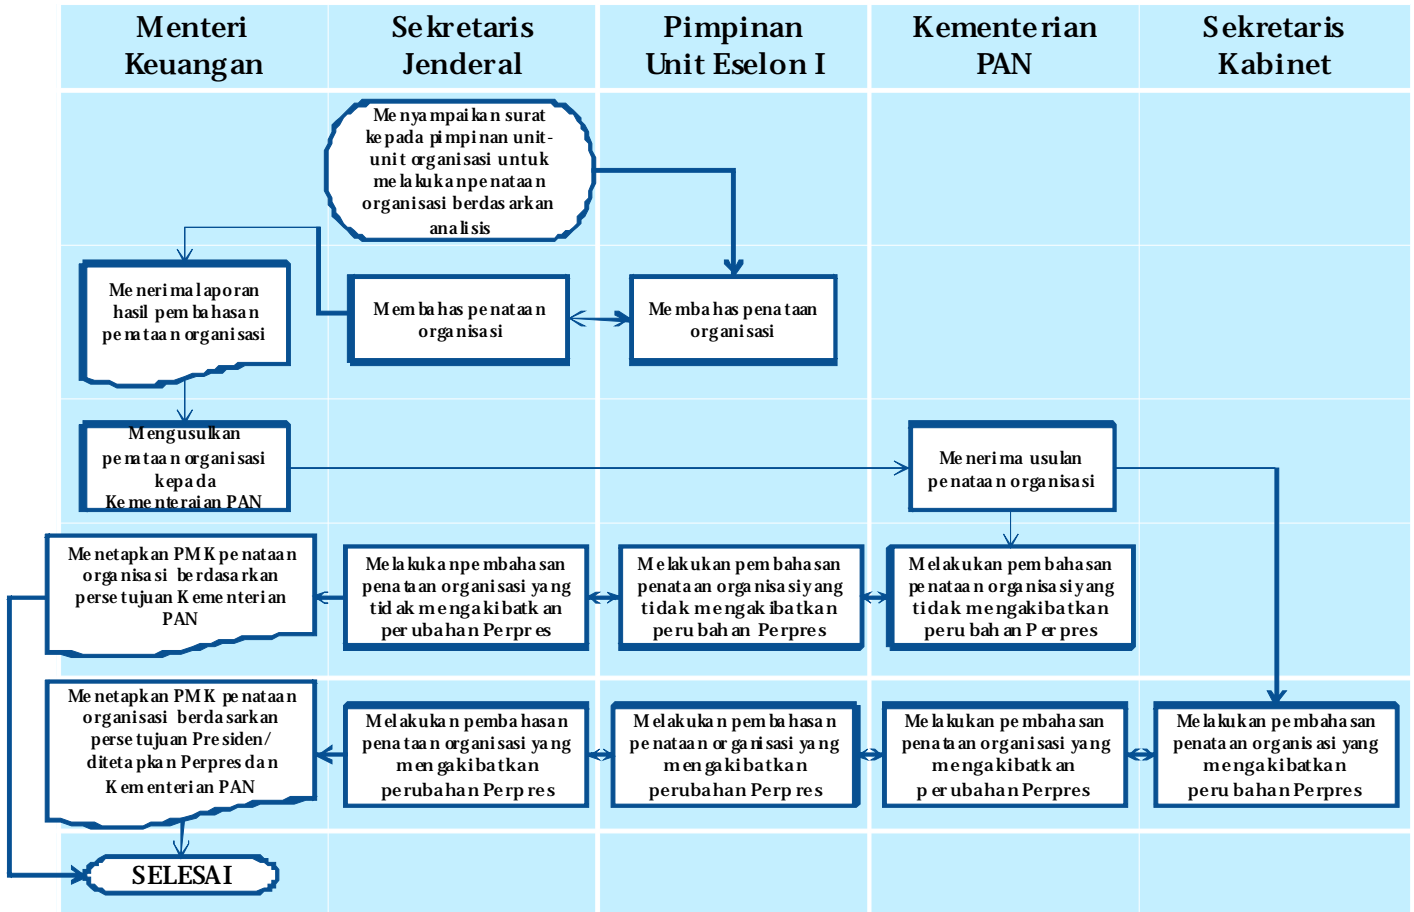 Menteri
Keuangan
Sekretaris
Jenderal
Pimpinan
Unit Eselon I
Kementerian
PAN
Sekretaris
Kabinet
Menyampaikan surat
kepada pimpinan unit-
unit organisasi untuk
melakukan penataan
organisasi berdasarkan
analisis
Menerima laporan
hasil pembahasan
penataan organisasi
Membahas penataan
organisasi
Membahas penataan
organisasi
Mengusulkan
penataan organisasi
kepada
Kementeraian PAN
Menerima usulan
penataan organisasi
Menetapkan PMK penataan
organisasi berdasarkan
persetujuan Kementerian
PAN
Melakukan pembahasan
penataan organisasi yang
tidak mengakibatkan
perubahan Perpres
Melakukan pembahasan
penataan organisasi yang
tidak mengakibatkan
perubahan Perpres
Melakukan pembahasan
penataan organisasi yang
tidak mengakibatkan
perubahan Perpres
Menetapkan PMK penataan
organisasi berdasarkan
persetujuan Presiden/
ditetapkan Perpres dan
Kementerian PAN
Melakukan pembahasan
penataan organisasi yang
mengakibatkan
perubahan Perpres
Melakukan pembahasan
penataan organisasi yang
mengakibatkan
perubahan Perpres
Melakukan pembahasan
penataan organisasi yang
mengakibatkan
perubahan Perpres
Melakukan pembahasan
penataan organisasi yang
mengakibatkan
perubahan Perpres
SELESAI